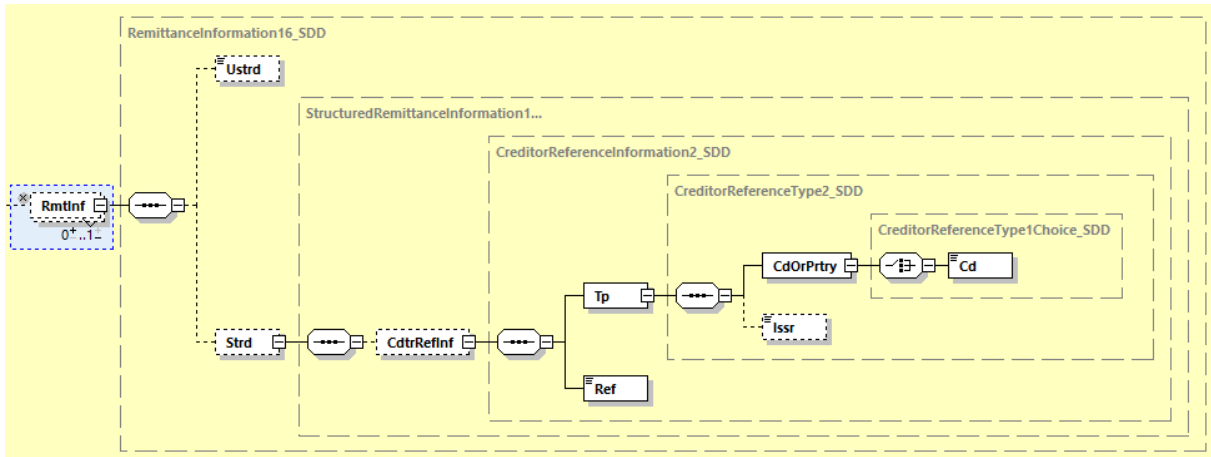 RemittanceInformation16_SDD
Ustrd
StructuredRemittanceInformation1...
CreditorReferenceInformation2_SDD
CreditorReferenceType2_SDD
RmtInf
0..1
CreditorReferenceType1Choice_SDD
CdOrPrtry
Cd
Tp
Issr
Strd
CdtrRefInf
Ref